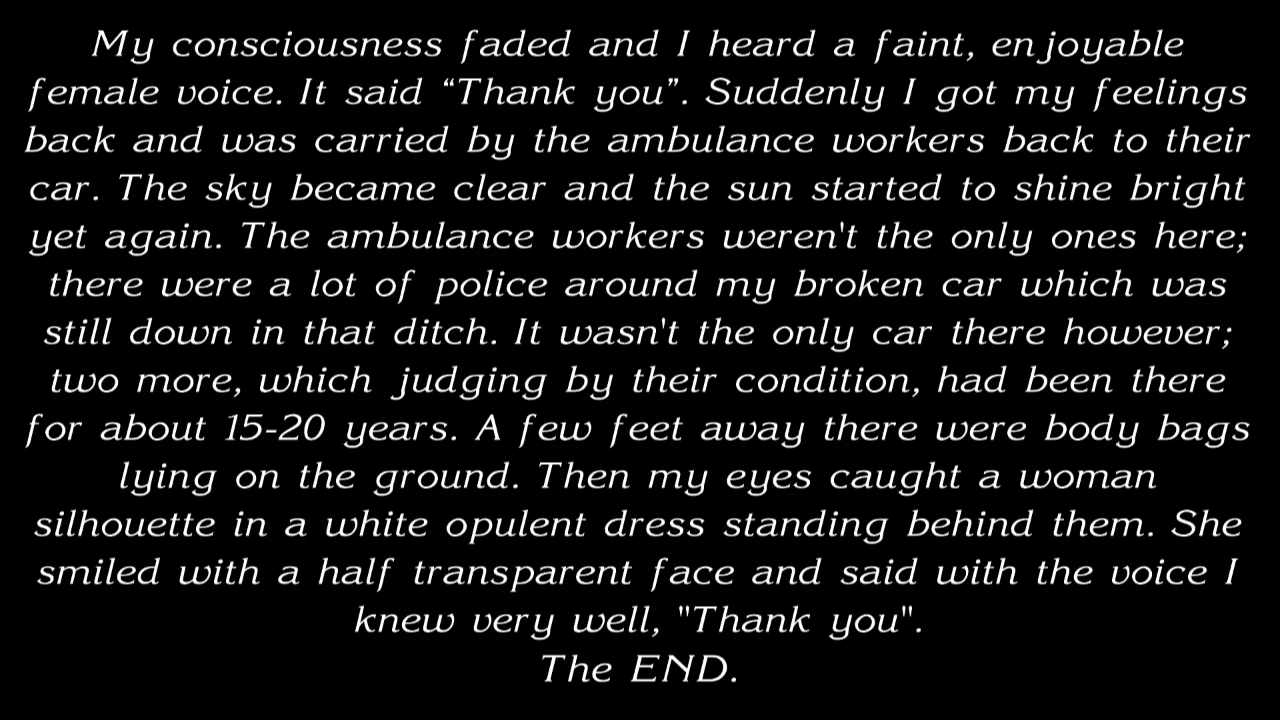 My consciousness faded and I heard a faint, enjoyable
female voice. It said “Thank you”. Suddenly I got my feelings
back and was carried by the ambulance workers back to their
car. The sky became clear and the sun started to shine bright
yet again. The ambulance workers weren't the only ones here;
there were a lot of police around my broken car which was
still down in that ditch. It wasn't the only car there however;
two more, which judging by their condition, had been there
for about 15-20 years. A few feet away there were body bags
lying on the ground. Then my eyes caught a woman
silhouette in a white opulent dress standing behind them. She
smiled with a half transparent face and said with the voice I
knew very well, "Thank you".
The END.